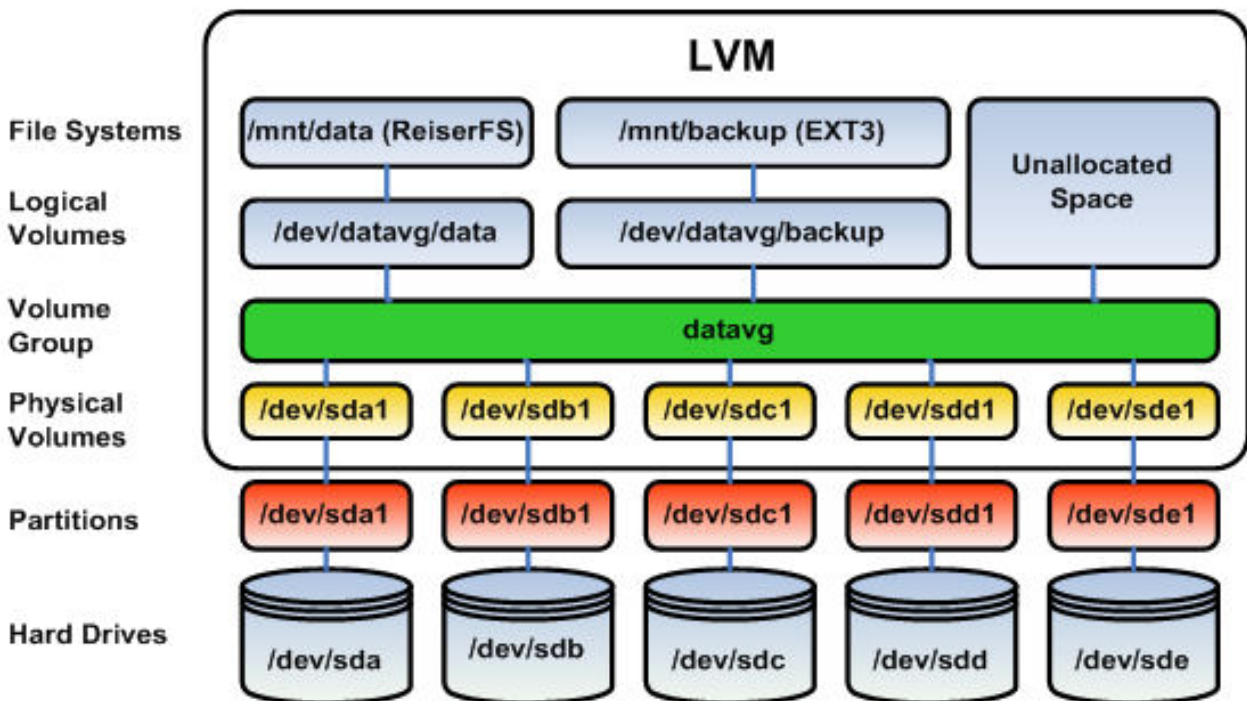 LVM
File Systems
/mnt/data (ReiserFS)
/mnt/backup (EXT3)
Unallocated
Space
Logical
Volumes
/dev/datavg/data
/dev/datavg/backup
Volume
Group
datavg
Physical
Volumes
/dev/sda1
/dev/sdb1
/dev/sdc1
/dev/sdd1
/dev/sde1
Partitions
/dev/sda1
/dev/sdb1
/dev/sdc1
/dev/sdd1
/dev/sde1
Hard Drives
/dev/sda
/dev/sdb
/dev/sdc
/dev/sdd
/dev/sde